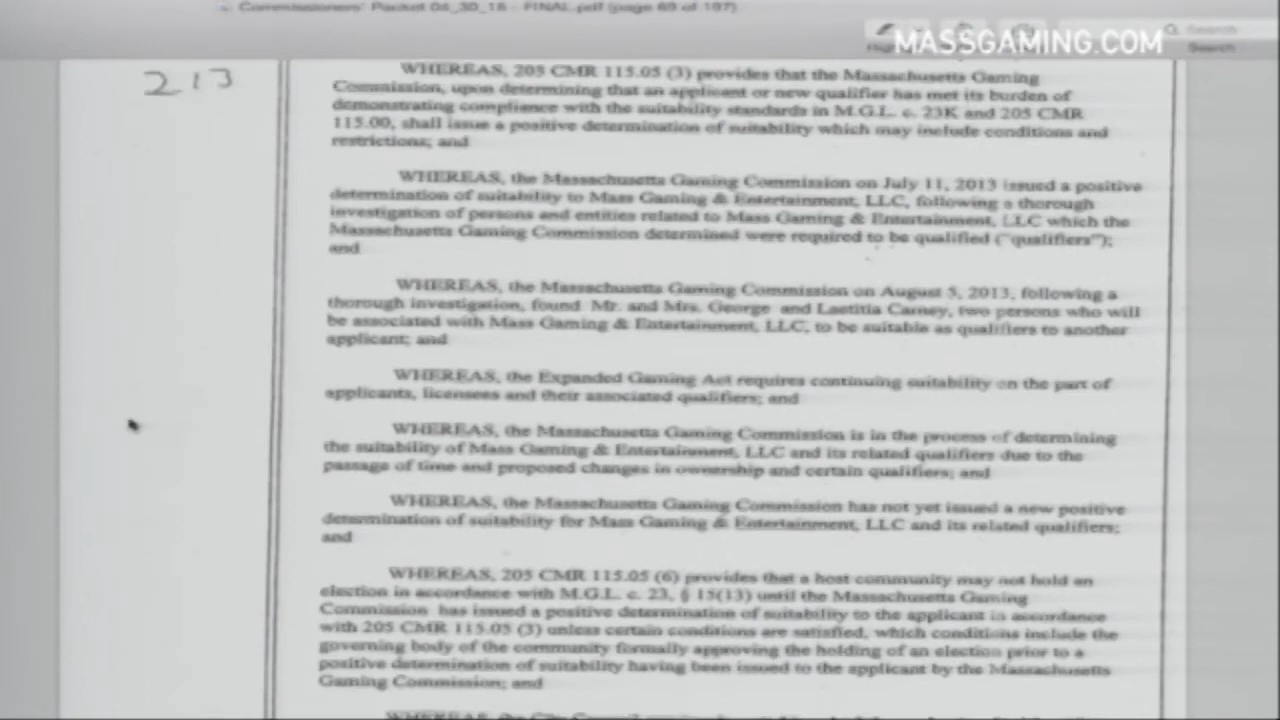 Commissioners' Packet 04_30_15 - FINAL.pdf (page 69 of 197)
MASSGAMING.COM
Search
Search
213
WHEREAS, 205 CMR 115.05 (3) provides that the Massachusetts Gaming
Commission, upon determining that an applicant or new qualifier has met its burden of
demonstrating compliance with the suitability standards in M.G.L. c. 23K and 205 CMR
115.00, shall issue a positive determination of suitability which may include conditions and
restrictions; and
WHEREAS, the Massachusetts Gaming Commission on July 11, 2013 issued a positive
determination of suitability to Mass Gaming & Entertainment, LLC, following a thorough
investigation of persons and entities related to Mass Gaming & Entertainment, LLC which the
Massachusetts Gaming Commission determined were required to be qualified ("qualifiers");
and
WHEREAS, the Massachusetts Gaming Commission on August 5, 2013, following a
thorough investigation, found Mr. and Mrs. George and Laetitia Carney, two persons who will
be associated with Mass Gaming & Entertainment, LLC, to be suitable as qualifiers to another
applicant; and
WHEREAS, the Expanded Gaming Act requires continuing suitability on the part of
applicants, licensees and their associated qualifiers; and
WHEREAS, the Massachusetts Gaming Commission is in the process of determining
the suitability of Mass Gaming & Entertainment, LLC and its related qualifiers due to the
passage of time and proposed changes in ownership and certain qualifiers; and
WHEREAS, the Massachusetts Gaming Commission has not yet issued a new positive
determination of suitability for Mass Gaming & Entertainment, LLC and its related qualifiers;
and
WHEREAS, 205 CMR 115.05 (6) provides that a host community may not hold an
election in accordance with M.G.L. c. 23, § 15(13) until the Massachusetts Gaming
Commission has issued a positive determination of suitability to the applicant in accordance
with 205 CMR 115.05 (3) unless certain conditions are satisfied, which conditions include the
governing body of the community formally approving the holding of an election prior to a
positive determination of suitability having been issued to the applicant by the Massachusetts
Gaming Commission; and
WHEREAS, the City Council